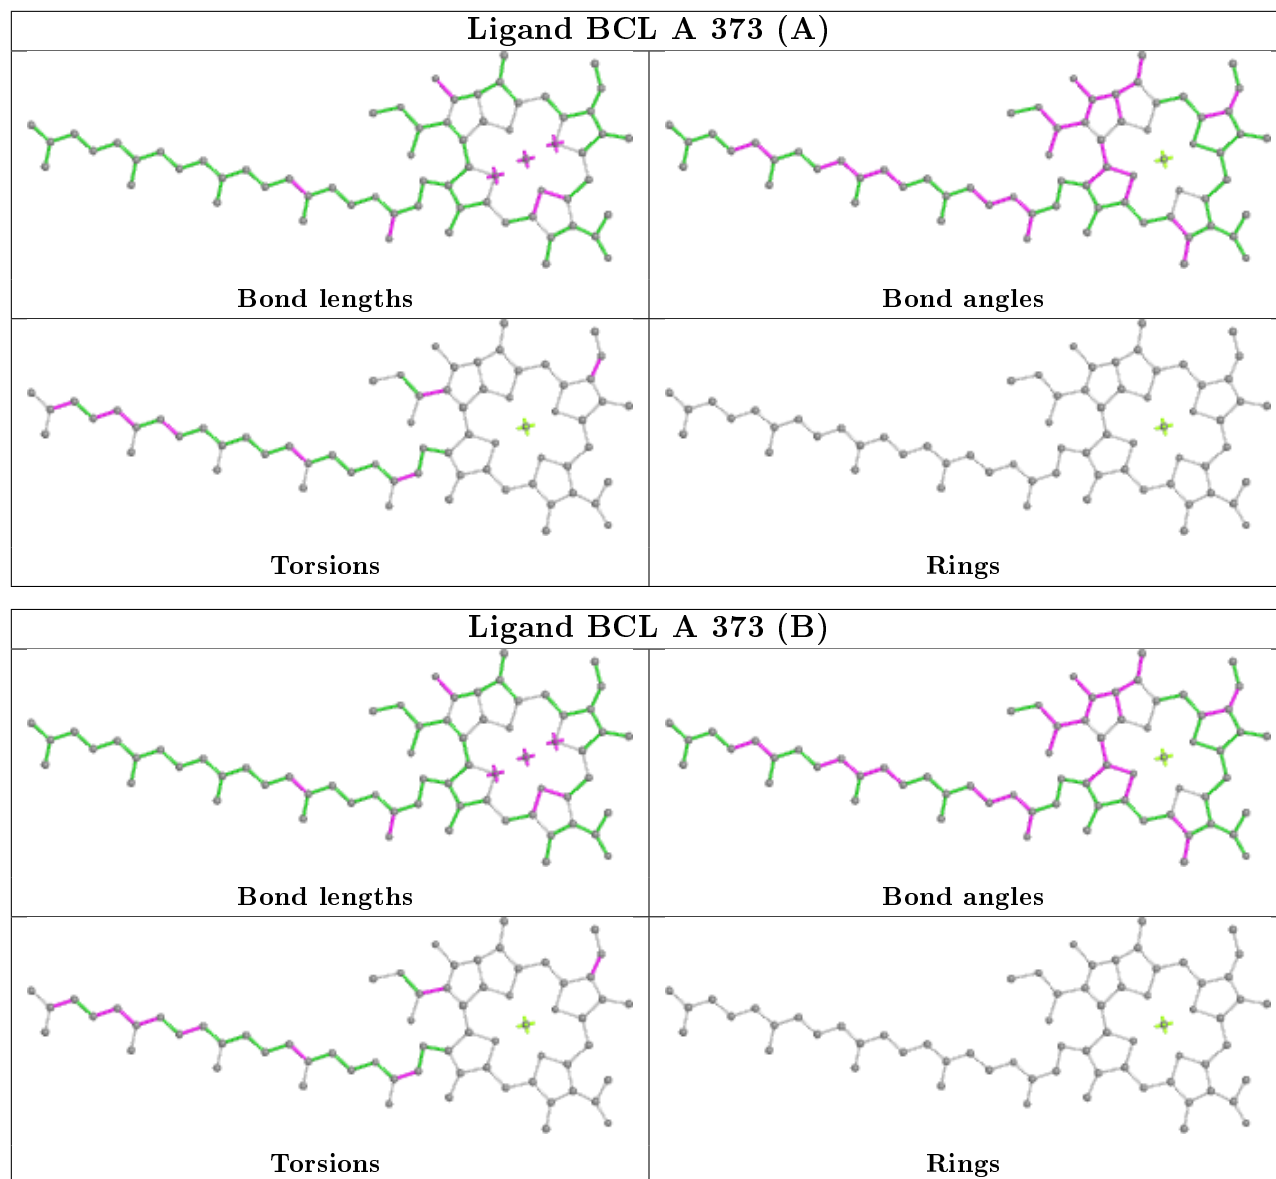 Ligand BCL A 373 (A)
Bond lengths
Bond angles
Torsions
Rings
Ligand BCL A 373 (B)
Bond lengths
Bond angles
Torsions
Rings